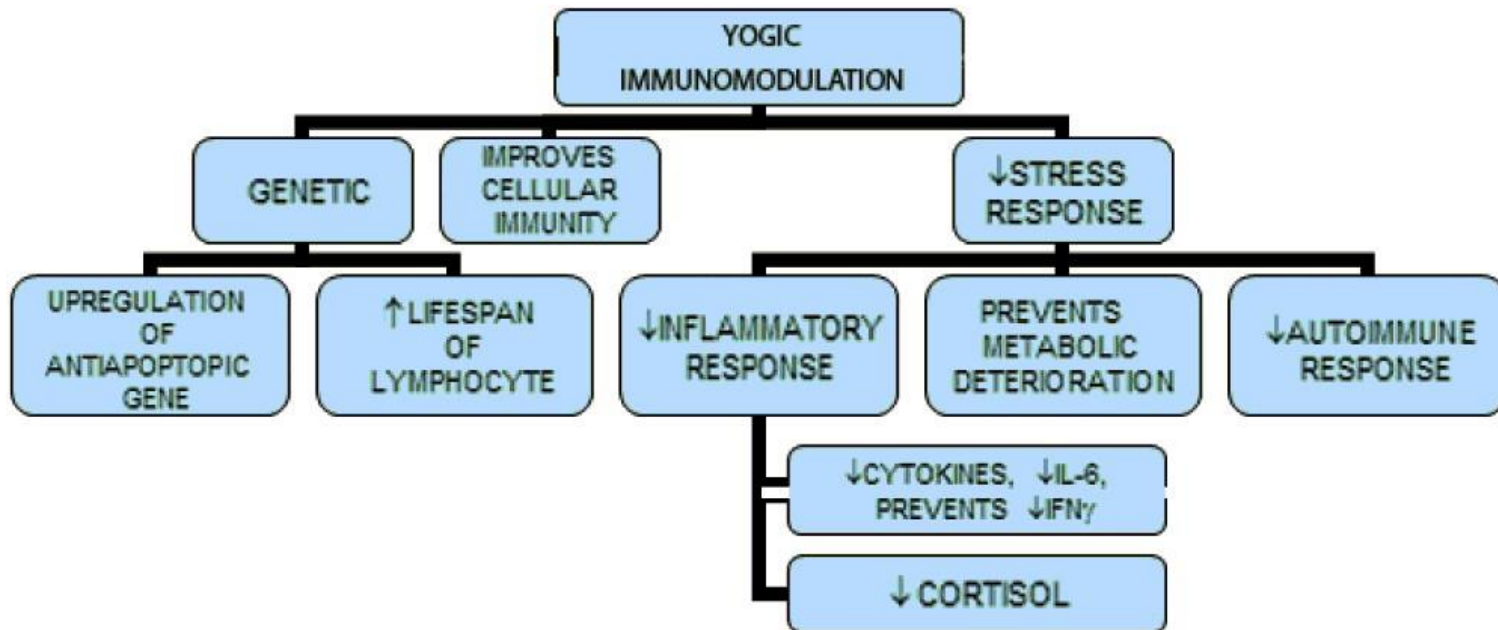 YOGIC
IMMUNOMODULATION
GENETIC
IMPROVES
CELLULAR
IMMUNITY
↓STRESS
RESPONSE
UPREGULATION
OF
ANTIAPOPTOPIC
GENE
↑LIFESPAN
OF
LYMPHOCYTE
↓INFLAMMATORY
RESPONSE
PREVENTS
METABOLIC
DETERIORATION
↓AUTOIMMUNE
RESPONSE
↓CYTOKINES, ↓IL-6,
PREVENTS ↓IFNγ
↓ CORTISOL